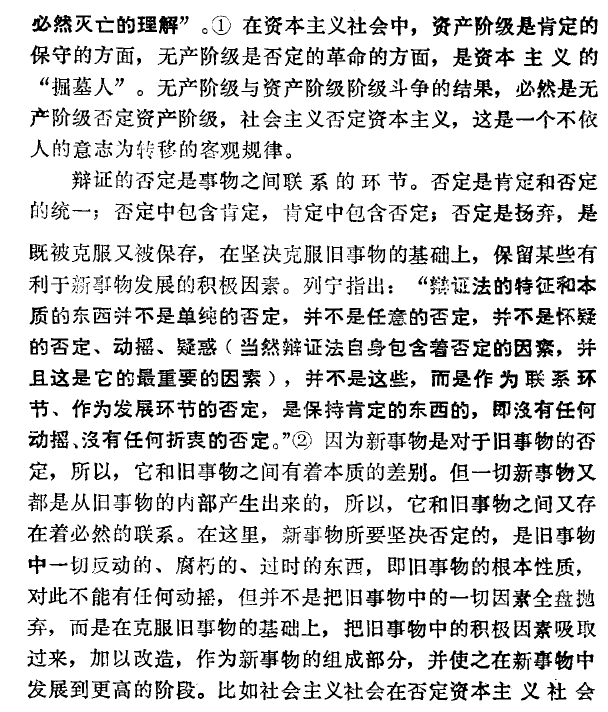 必然灭亡的理解”。① 在资本主义社会中，资产阶级是肯定的
保守的方面，无产阶级是否定的革命的方面，是资本主义的
“掘墓人”。无产阶级与资产阶级阶级斗争的结果，必然是无
产阶级否定资产阶级，社会主义否定资本主义，这是一个不依
人的意志为转移的客观规律。
辩证的否定是事物之间联系的环节。否定是肯定和否定
的统一；否定中包含肯定，肯定中包含否定；否定是扬弃，是
既被克服又被保存，在坚决克服旧事物的基础上，保留某些有
利于新事物发展的积极因素。列宁指出：“辩证法的特征和本
质的东西并不是单纯的否定，并不是任意的否定，并不是怀疑
的否定、动摇、疑惑（当然辩证法自身包含着否定的因素，并
且这是它的最重要的因素），并不是这些，而是作为联系环
节、作为发展环节的否定，是保持肯定的东西的，即没有任何
动摇、没有任何折衷的否定。”② 因为新事物是对于旧事物的否
定，所以，它和旧事物之间有着本质的差别。但一切新事物又
都是从旧事物的内部产生出来的，所以，它和旧事物之间又存
在着必然的联系。在这里，新事物所要坚决否定的，是旧事物
中一切反动的、腐朽的、过时的东西，即旧事物的根本性质，
对此不能有任何动摇，但并不是把旧事物中的一切因素全盘抛
弃，而是在克服旧事物的基础上，把旧事物中的积极因素吸取
过来，加以改造，作为新事物的组成部分，并使之在新事物中
发展到更高的阶段。比如社会主义社会在否定资本主义社会